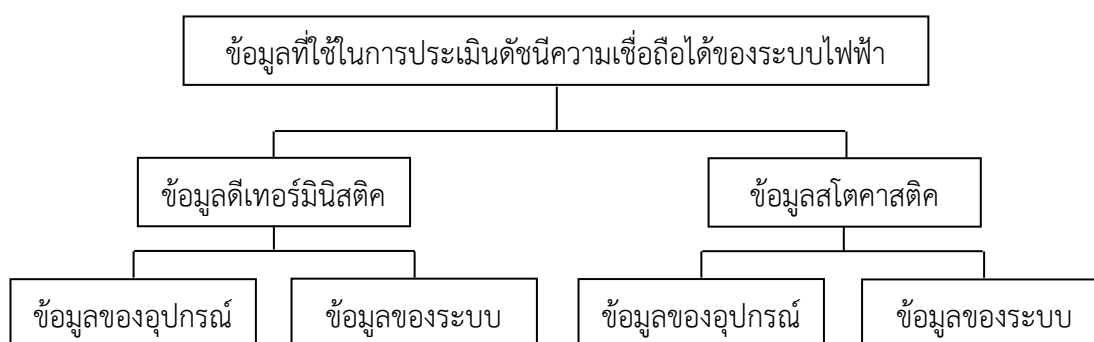 ข้อมูลที่ใช้ในการประเมินดัชนีความเชื่อถือได้ของระบบไฟฟ้า
ข้อมูลดีเทอร์มินิสติค
ข้อมูลสโตคาสติค
ข้อมูลของอุปกรณ์
ข้อมูลของระบบ
ข้อมูลของอุปกรณ์
ข้อมูลของระบบ